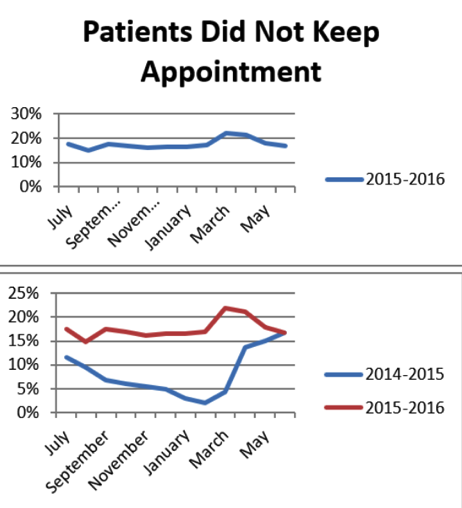 Patients Did Not Keep
Appointment
30%
20%
10%
0%
July
Septem...
Novem...
January
March
May
2015-2016
25%
20%
15%
10%
5%
0%
July
September
November
January
March
May
2014-2015
2015-2016